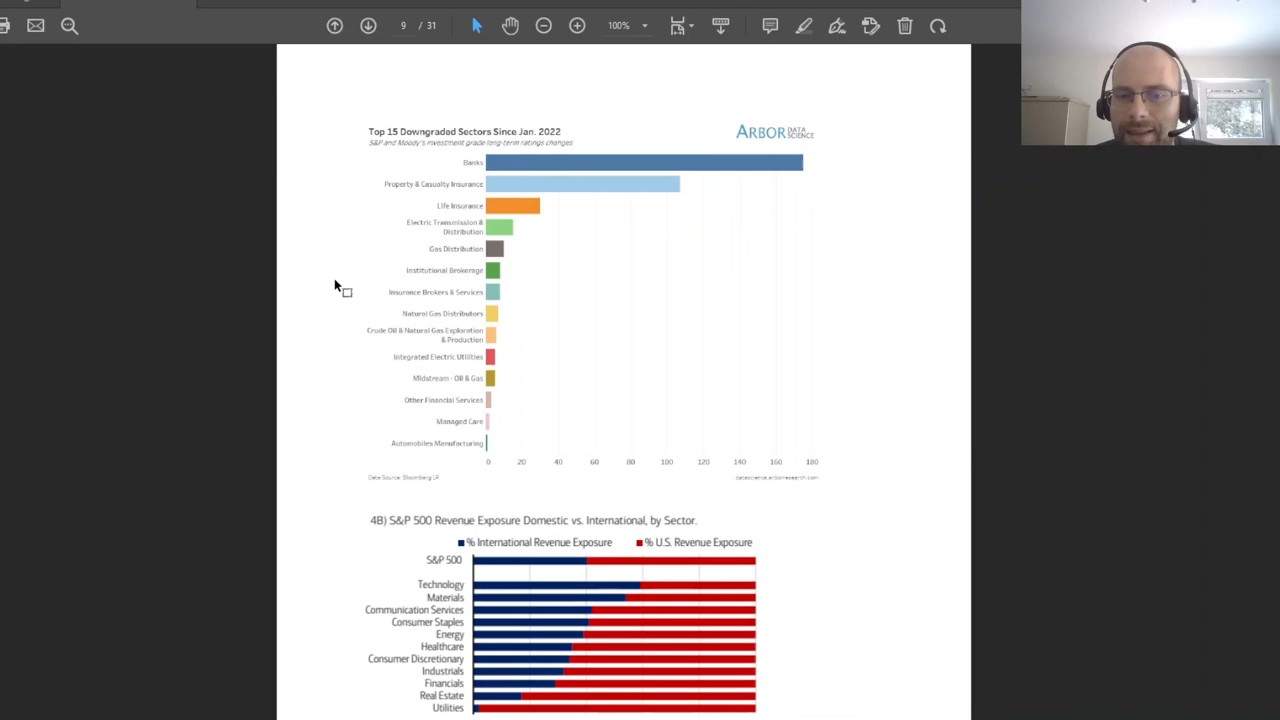 9 / 31
100%
Top 15 Downgraded Sectors Since Jan. 2022
S&P and Moody's investment grade long-term ratings changes
ARBOR DATA SCIENCE
Banks
Property & Casualty Insurance
Life Insurance
Electric Transmission &
Distribution
Gas Distribution
Institutional Brokerage
Insurance Brokers & Services
Natural Gas Distributors
Crude Oil & Natural Gas Exploration
& Production
Integrated Electric Utilities
Midstream - Oil & Gas
Other Financial Services
Managed Care
Automobiles Manufacturing
0 20 40 60 80 100 120 140 160 180
Data Source: Bloomberg LP
datascience.arborresearch.com
4B) S&P 500 Revenue Exposure Domestic vs. International, by Sector.
% International Revenue Exposure % U.S. Revenue Exposure
S&P 500
Technology
Materials
Communication Services
Consumer Staples
Energy
Healthcare
Consumer Discretionary
Industrials
Financials
Real Estate
Utilities